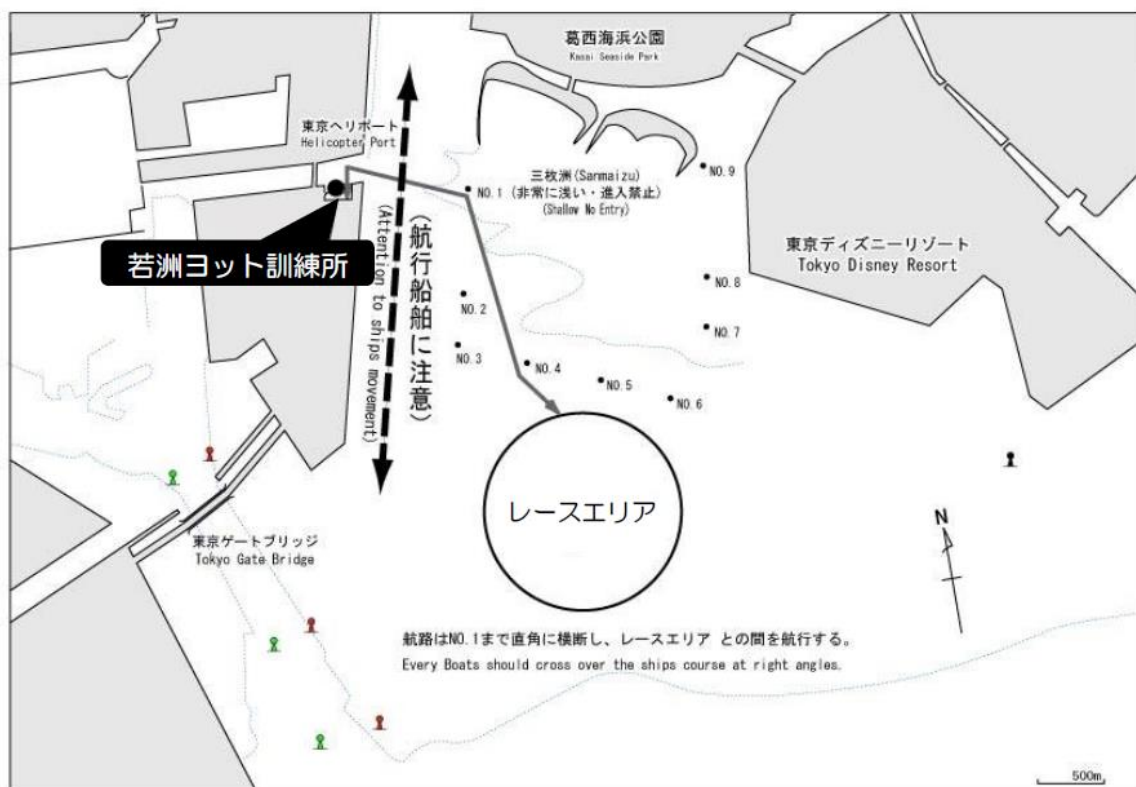 葛西海浜公園
Kasai Seaside Park
東京ヘリポート
Helicopter Port
NO.9
三枚洲(Sanmaizu)
NO.1 (非常に浅い・進入禁止)
(Shallow No Entry)
若洲ヨット訓練所
(航行船舶に注意)
(Attention to ships movement)
東京ディズニーリゾート
Tokyo Disney Resort
NO.8
NO.2
NO.7
NO.3
NO.4
NO.5
NO.6
レースエリア
N
東京ゲートブリッジ
Tokyo Gate Bridge
航路はNO.1まで直角に横断し、レースエリア との間を航行する。
Every Boats should cross over the ships course at right angles.
500m